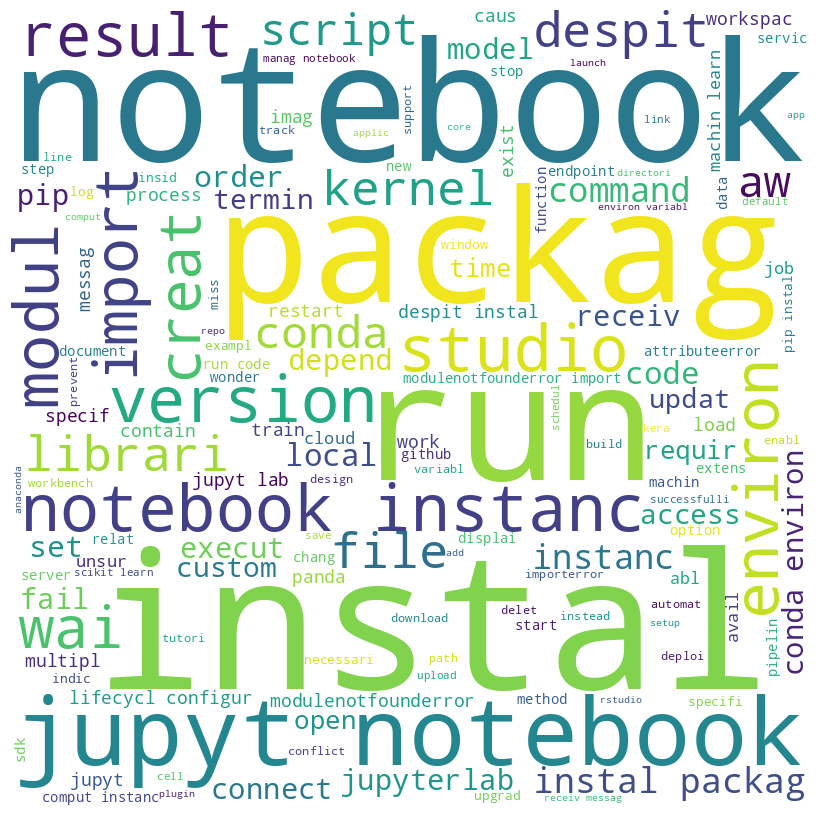 result
script
caus
despit
workspac
model
servic
manag notebook
stop
launch
notebook
imag
track
applic
support
core
exist
link
machin learn
app
line
step
insid
new
order
kernel
function
endpoint
directori
command
data
aw
pip
log
process
termin
environ variabl
default
comput
modul
import
creat
packag
window
time
messag
miss
job
restart
despit instal
receiv
pip instal
repo
conda
studio
document
exampl
run code
depend
attributeerror
prevent
wonder
modulenotfounderror import
code
version
run
schedul
updat
specif
contain
train
cloud
work
kera
load
environ
librari
local
github
build
requir
enabl
anaconda
workbench
jupyt lab
design
variabl
machin
extens
conda environ
notebook instanc
successfulli
access
set
relat
execut
save
file
add
displai
option
unsur
chang
instanc
server
scikit learn
custom
panda
importerror
abl
fail
wai
instal
download
delet
instead
automat
avail
start
setup
tutori
multipl
necessari
path
deploi
pipelin
indic
upload
lifecycl configur
modulenotfounderror
method
rstudio
specifi
sdk
jupyt notebook
open
conflict
jupyt
cell
connect
jupyterlab
instal packag
comput instanc
plugin
upgrad
receiv messag